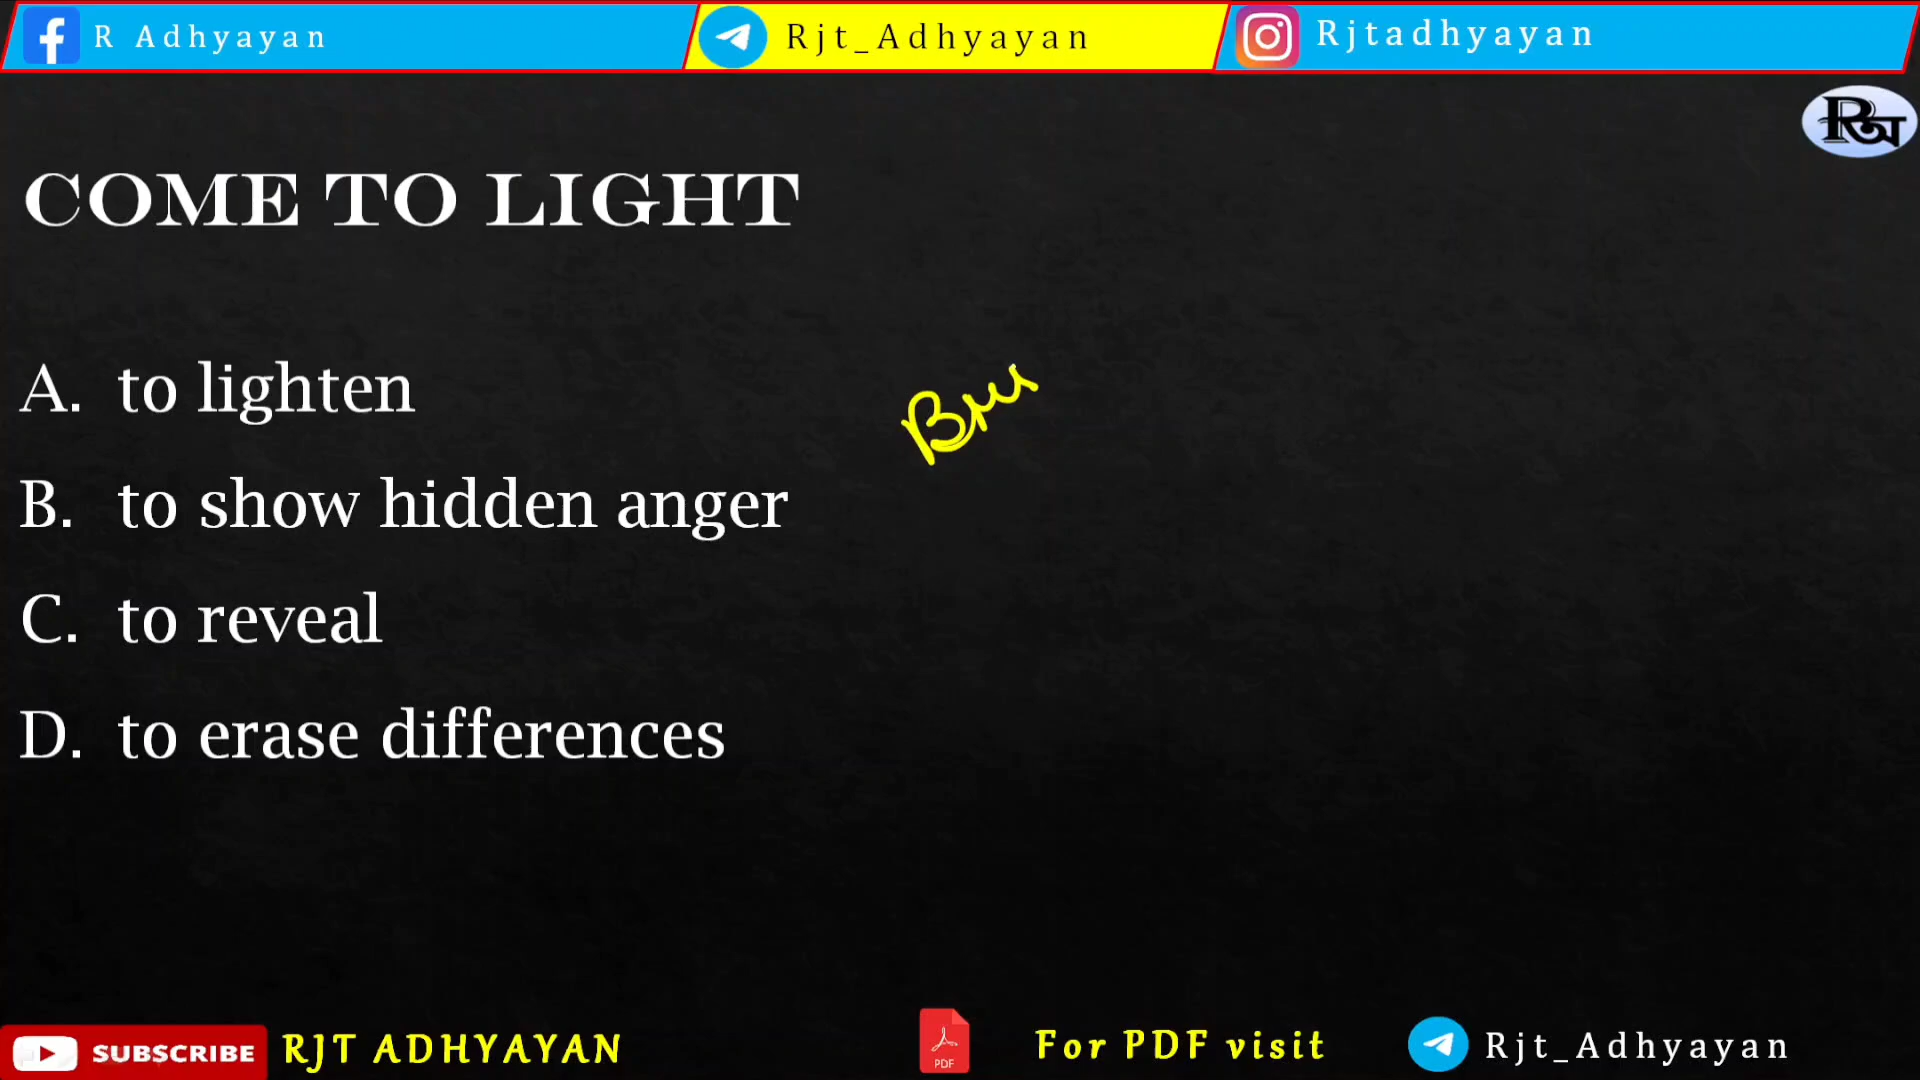 R Adhyayan
Rjt_Adhyayan
Rjtadhyayan
COME TO LIGHT
A. to lighten
B. to show hidden anger
C. to reveal
D. to erase differences
SUBSCRIBE
RJT ADHYAYAN
PDF
For PDF visit
Rjt_Adhyayan